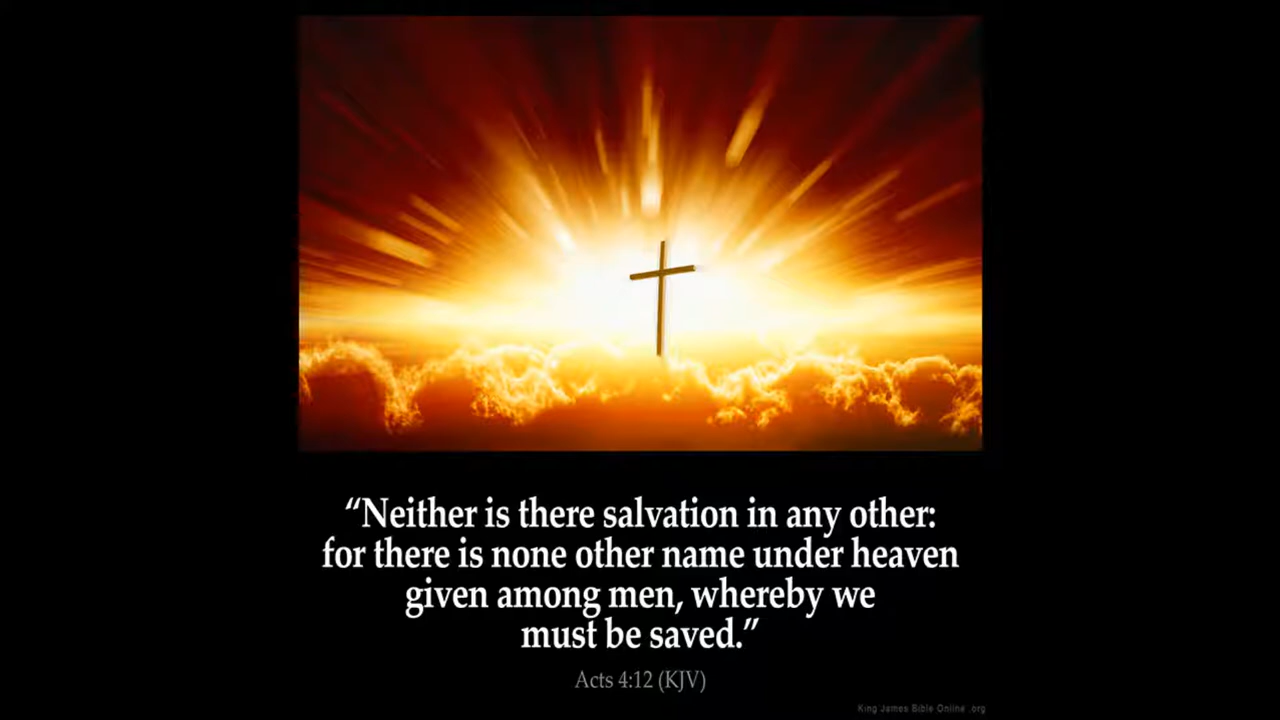 “Neither is there salvation in any other:
for there is none other name under heaven
given among men, whereby we
must be saved.”
Acts 4:12 (KJV)
King James Bible Online .org